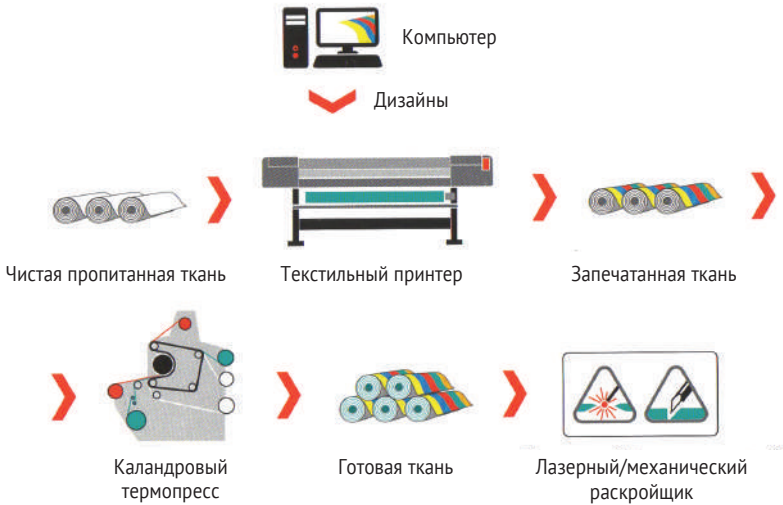 Компьютер
Дизайны
Чистая пропитанная ткань
Текстильный принтер
Запечатанная ткань
Каландровый
термопресс
Готовая ткань
Лазерный/механический
раскройщик